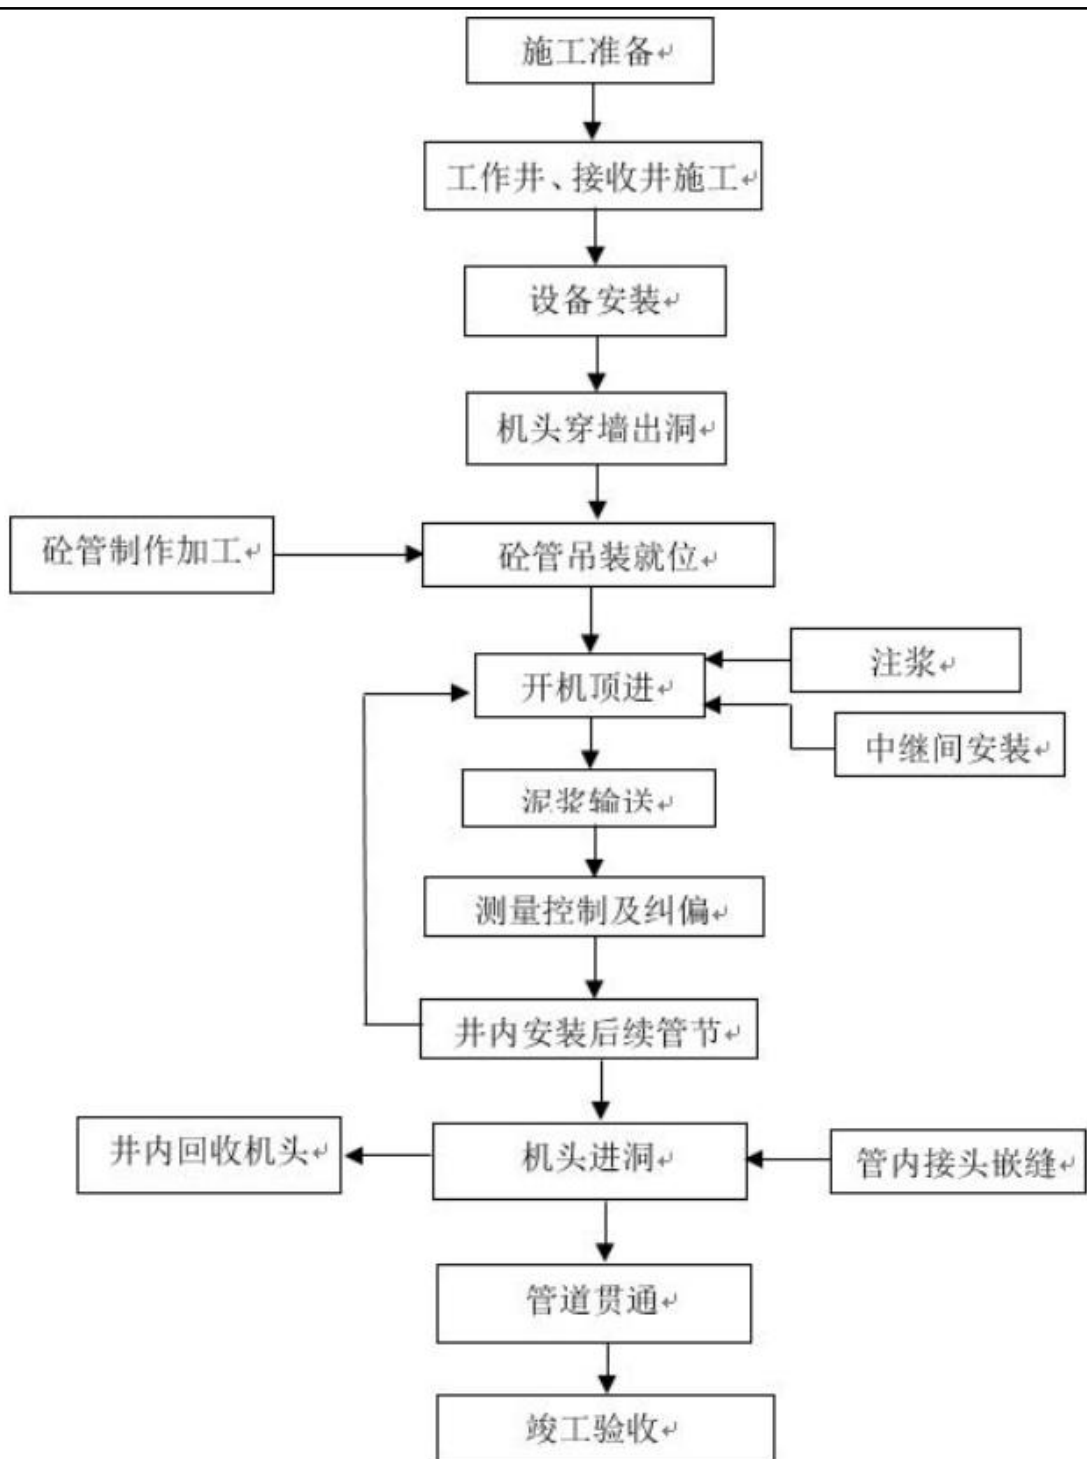 施工准备
工作井、接收井施工
设备安装
机头穿墙出洞
砼管制作加工
砼管吊装就位
注浆
开机顶进
中继间安装
泥浆输送
测量控制及纠偏
井内安装后续管节
井内回收机头
机头进洞
管内接头嵌缝
管道贯通
竣工验收